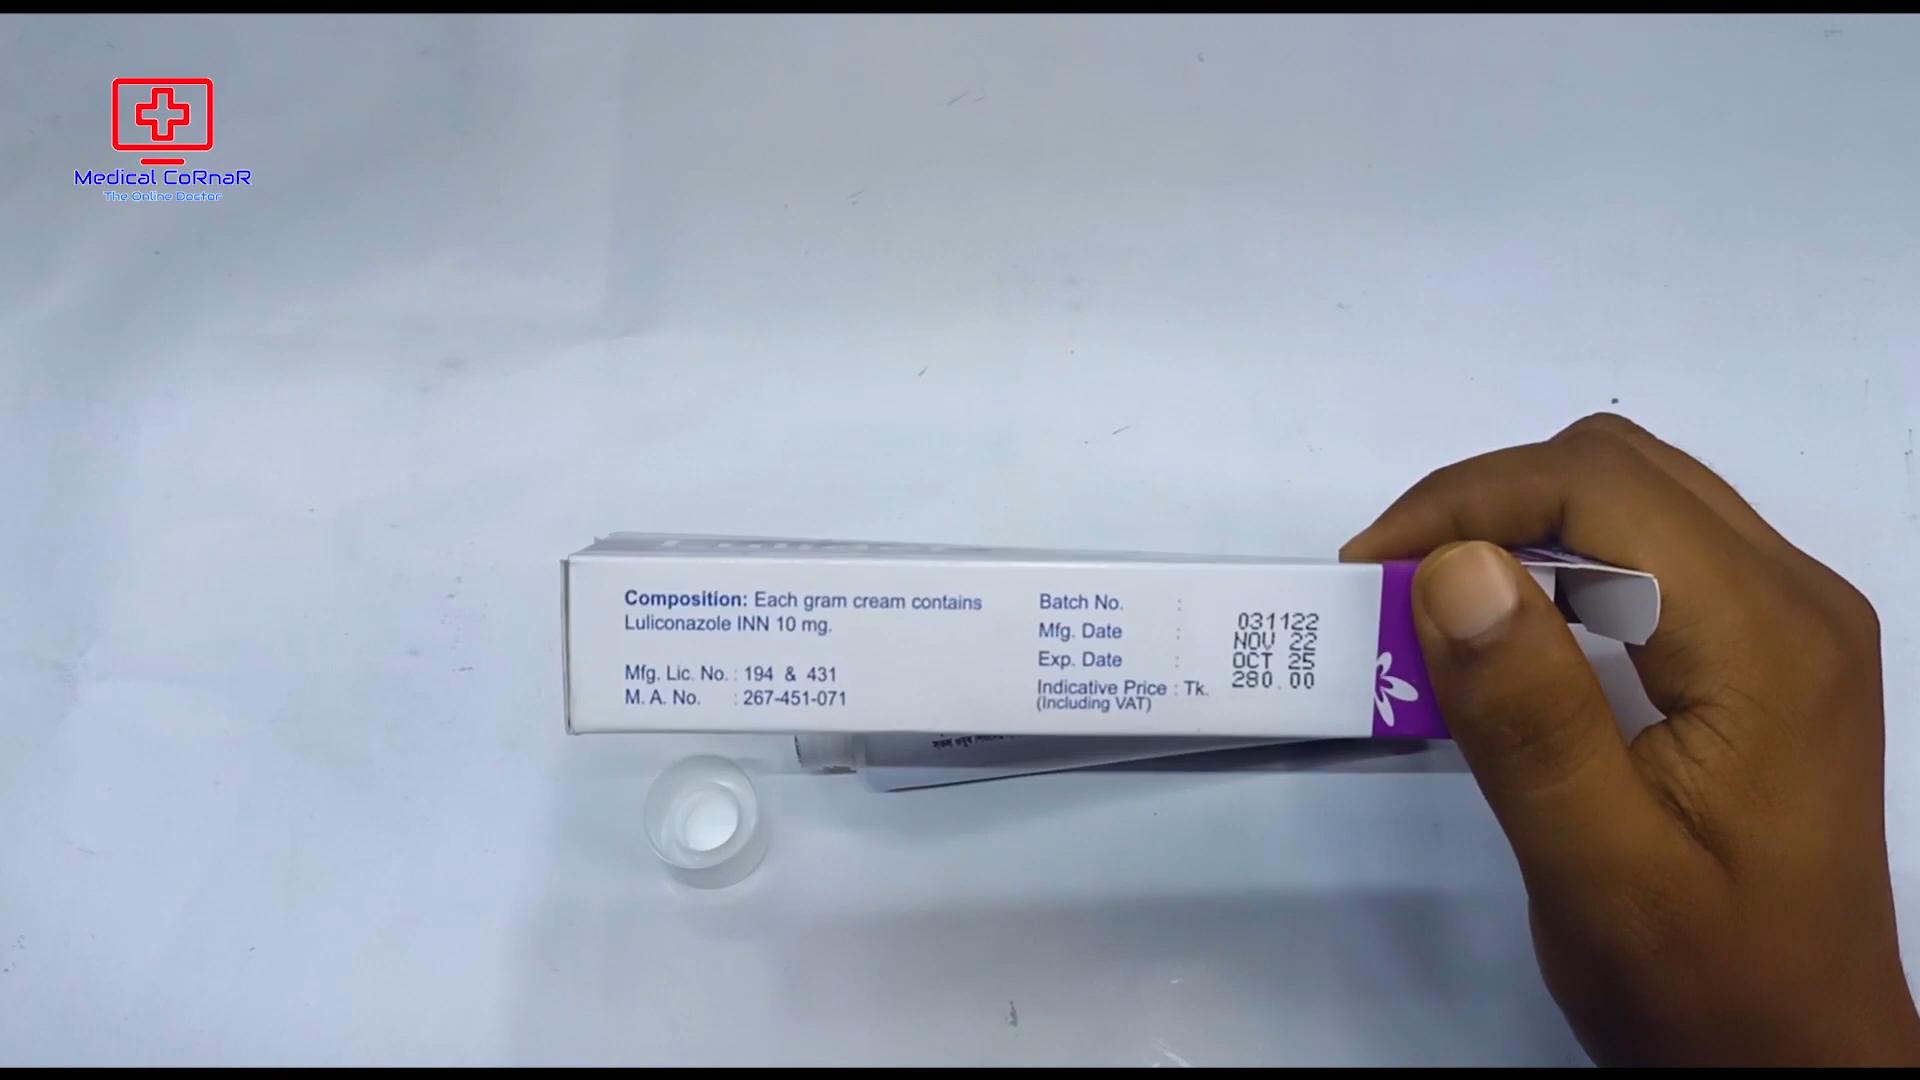 Medical CoRnaR
The Online Doctor
Composition: Each gram cream contains
Luliconazole INN 10 mg.
Mfg. Lic. No. : 194 & 431
M. A. No. : 267-451-071
Batch No. : 031122
Mfg. Date : NOV 22
Exp. Date : OCT 25
Indicative Price : Tk. 280.00
(Including VAT)